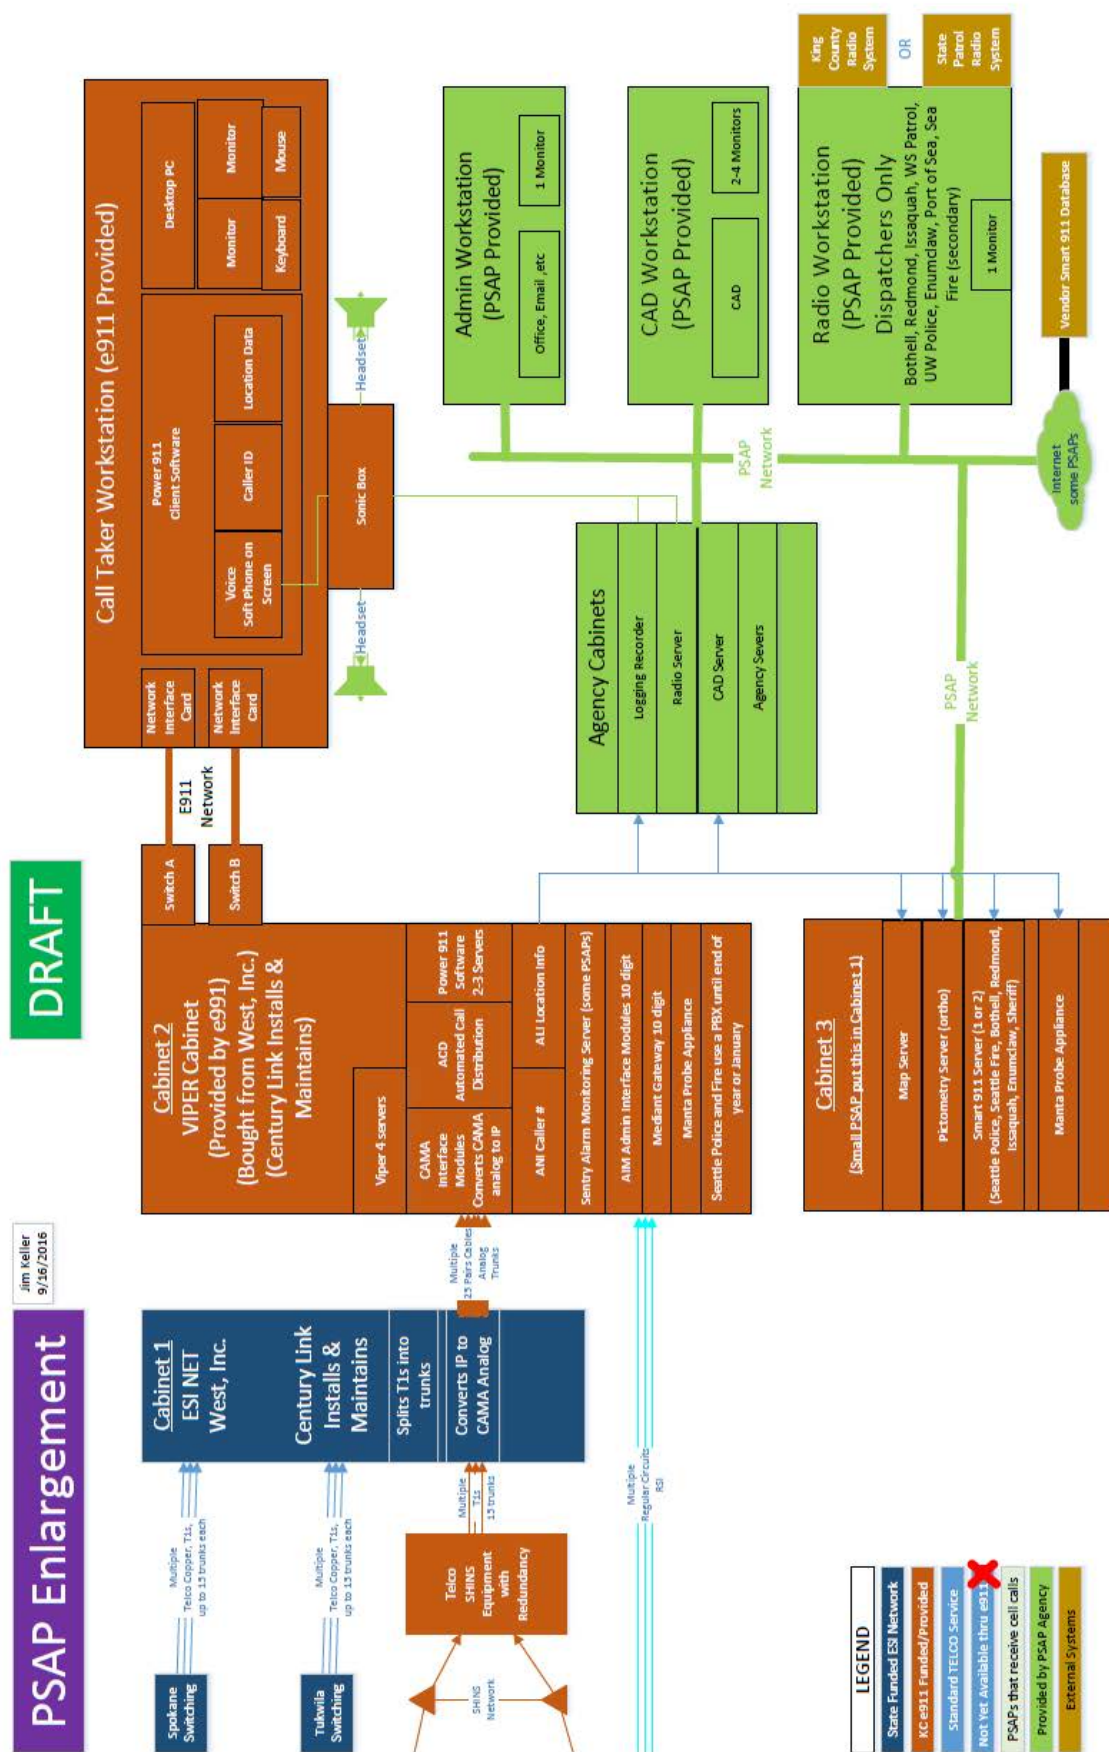 PSAP Enlargement
Jim Keller
9/16/2016
DRAFT
Spokane
Switching
Multiple
Telco Copper, T1s,
up to 15 trunks each
Tukwila
Switching
Multiple
Telco Copper, T1s,
up to 15 trunks each
SHINS
Network
Telco
SHINS
Equipment
with
Redundancy
Multiple
T1s
15 trunks
Cabinet 1
ESI NET
West, Inc.
Century Link
Installs &
Maintains
Splits T1s into
trunks
Converts IP to
CAMA Analog
Multiple
25 Pairs Cables
Analog
Trunks
Multiple
Regular Circuits
RSI
Cabinet 2
VIPER Cabinet
(Provided by e991)
(Bought from West, Inc.)
(Century Link Installs &
Maintains)
Viper 4 servers
CAMA
Interface
Modules
Converts CAMA
analog to IP
ACD
Automated Call
Distribution
Power 911
Software
2-3 Servers
ANI Caller #
ALI Location Info
Sentry Alarm Monitoring Server (some PSAPs)
AIM Admin Interface Modules 10 digit
Mediant Gateway 10 digit
Manta Probe Appliance
Seattle Police and Fire use a PBX until end of
year or January
Switch A
Switch B
E911
Network
Call Taker Workstation (e911 Provided)
Network
Interface
Card
Network
Interface
Card
Power 911
Client Software
Voice
Soft Phone on
Screen
Caller ID
Location Data
Desktop PC
Monitor
Monitor
Keyboard
Mouse
Headset
Sonic Box
Headset
Cabinet 3
(Small PSAP put this in Cabinet 1)
Map Server
Pictometry Server (ortho)
Smart 911 Server (1 or 2)
(Seattle Police, Seattle Fire, Bothell, Redmond,
Issaquah, Enumclaw, Sheriff)
Manta Probe Appliance
Agency Cabinets
Logging Recorder
Radio Server
CAD Server
Agency Severs
PSAP
Network
PSAP
Network
Admin Workstation
(PSAP Provided)
Office, Email ,etc
1 Monitor
CAD Workstation
(PSAP Provided)
CAD
2-4 Monitors
Radio Workstation
(PSAP Provided)
Dispatchers Only
Bothell, Redmond, Issaquah, WS Patrol,
UW Police, Enumclaw, Port of Sea, Sea
Fire (secondary)
1 Monitor
King
County
Radio
System
OR
State
Patrol
Radio
System
Internet
some PSAPs
Vendor Smart 911 Database
LEGEND
State Funded ESI Network
KC e911 Funded/Provided
Standard TELCO Service
Not Yet Available thru e911
PSAPs that receive cell calls
Provided by PSAP Agency
External Systems